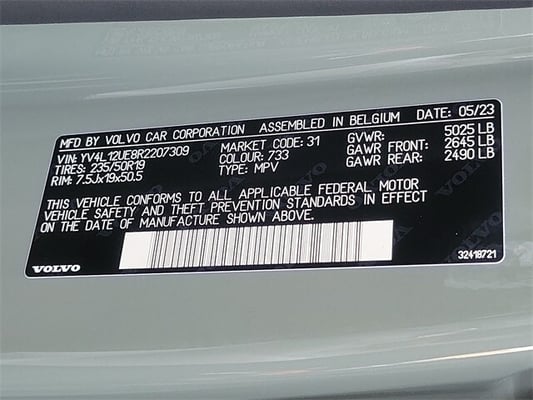 MFD BY VOLVO CAR CORPORATION ASSEMBLED IN BELGIUM DATE: 05/23
VIN: YV4L12UE8R2207309 MARKET CODE: 31 GVWR: 5025 LB
TIRES: 235/50R19 COLOUR: 733 GAWR FRONT: 2645 LB
RIM: 7.5Jx19x50.5 TYPE: MPV GAWR REAR: 2490 LB
THIS VEHICLE CONFORMS TO ALL APPLICABLE FEDERAL MOTOR
VEHICLE SAFETY AND THEFT PREVENTION STANDARDS IN EFFECT
ON THE DATE OF MANUFACTURE SHOWN ABOVE.
VOLVO
32418721